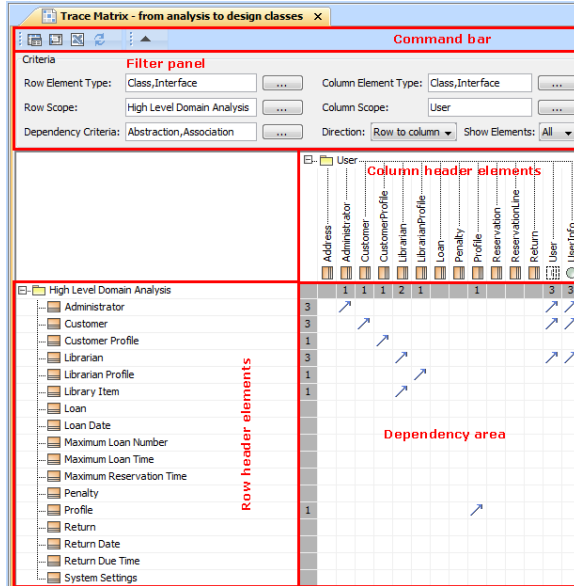 Trace Matrix - from analysis to design classes X
Command bar
Criteria
Filter panel
Row Element Type: Class,Interface ... Column Element Type: Class,Interface ...
Row Scope: High Level Domain Analysis ... Column Scope: User ...
Dependency Criteria: Abstraction,Association ... Direction: Row to column Show Elements: All
User
Column header elements
Address
Administrator
Customer
CustomerProfile
Librarian
LibrarianProfile
Loan
Penalty
Profile
Reservation
ReservationLine
Return
User
UserInfo
High Level Domain Analysis 1 1 1 2 1 1 3 3
Administrator 3
Customer 3
Customer Profile 1
Librarian 3
Librarian Profile 1
Library Item 1
Loan
Loan Date
Maximum Loan Number
Maximum Loan Time
Maximum Reservation Time
Penalty
Profile 1
Return
Return Date
Return Due Time
System Settings
Row header elements
Dependency area